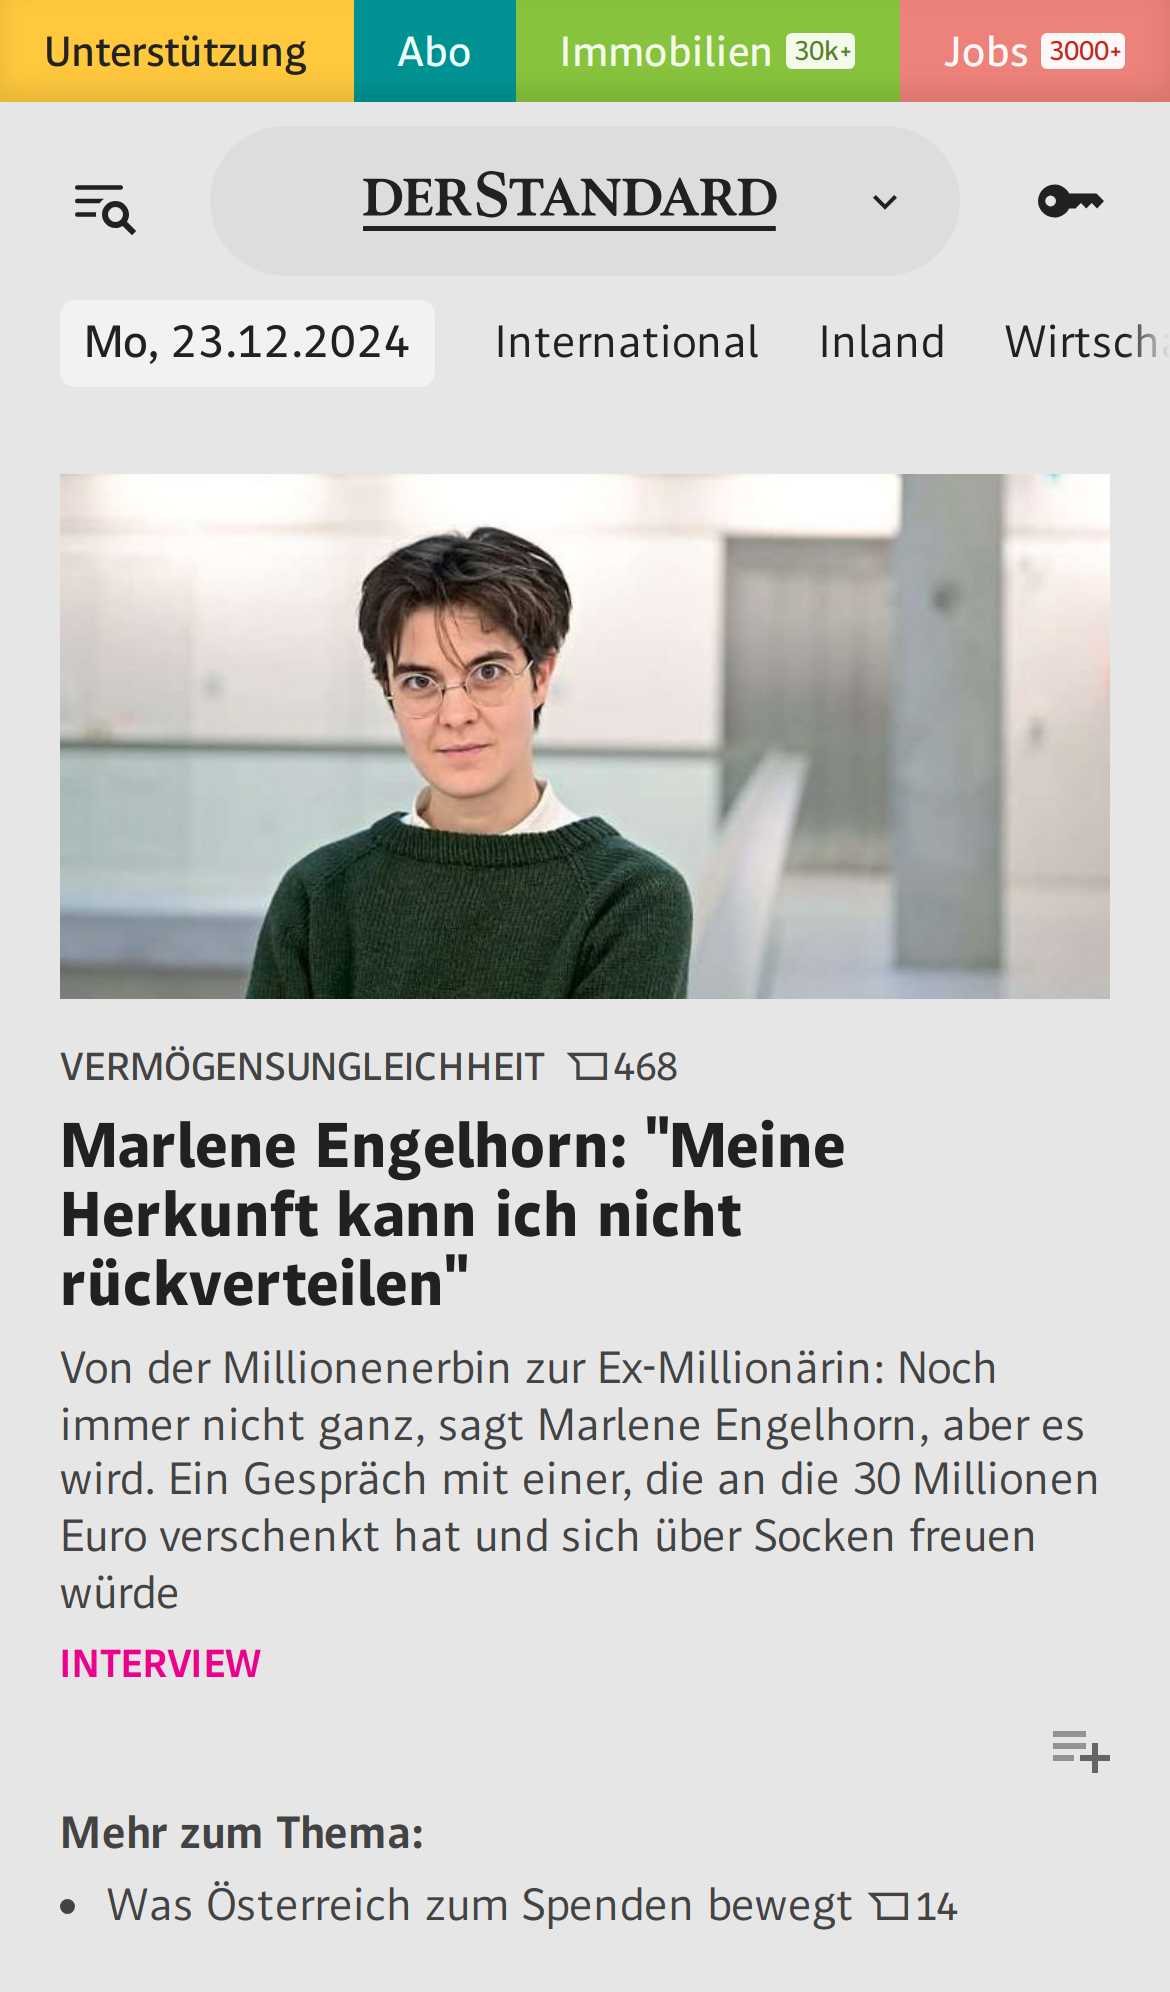 Unterstützung Abo Immobilien 30k+ Jobs 3000+
DERSTANDARD
Mo, 23.12.2024 International Inland Wirtscha
VERMÖGENSUNGLEICHHEIT 468
Marlene Engelhorn: "Meine
Herkunft kann ich nicht
rückverteilen"
Von der Millionenerbin zur Ex-Millionärin: Noch
immer nicht ganz, sagt Marlene Engelhorn, aber es
wird. Ein Gespräch mit einer, die an die 30 Millionen
Euro verschenkt hat und sich über Socken freuen
würde
INTERVIEW
Mehr zum Thema:
• Was Österreich zum Spenden bewegt 14